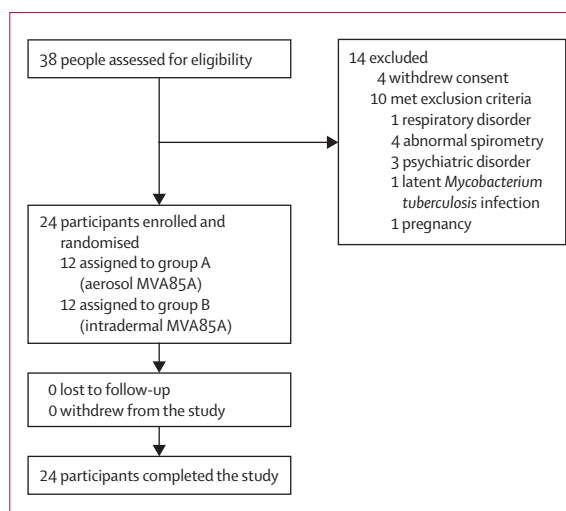 38 people assessed for eligibility
14 excluded
4 withdrew consent
10 met exclusion criteria
1 respiratory disorder
4 abnormal spirometry
3 psychiatric disorder
1 latent Mycobacterium
tuberculosis infection
1 pregnancy
24 participants enrolled and
randomised
12 assigned to group A
(aerosol MVA85A)
12 assigned to group B
(intradermal MVA85A)
0 lost to follow-up
0 withdrew from the study
24 participants completed the study